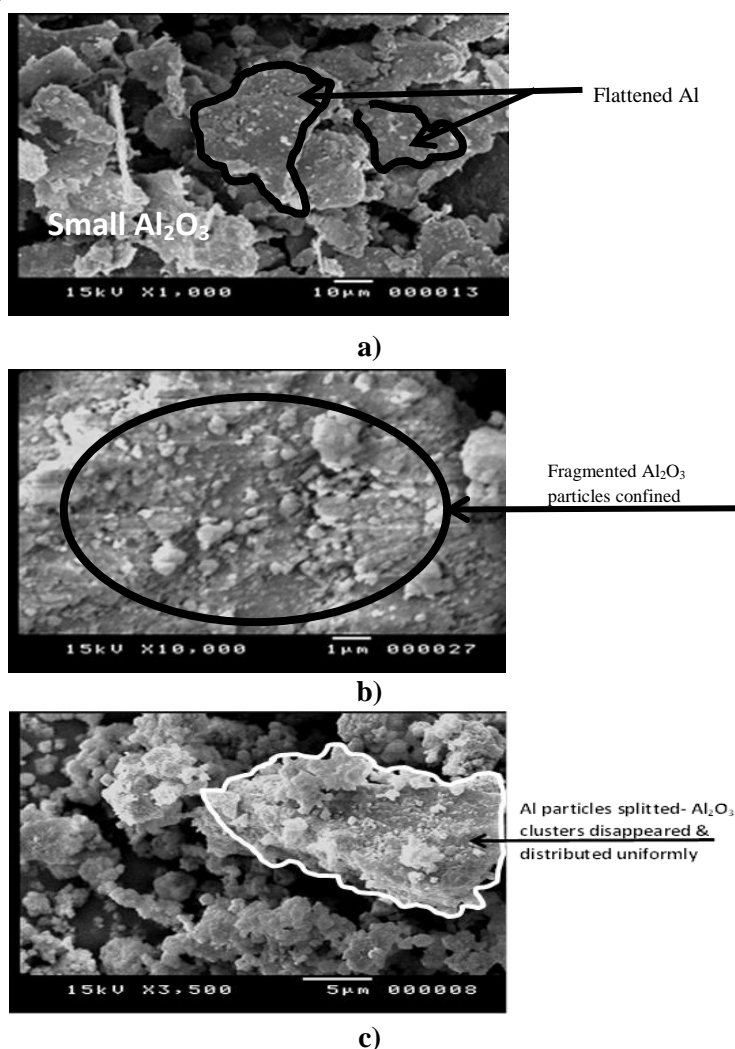 Flattened Al
Small Al₂O₃
15kV X1,000 10μm 000013
a)
Fragmented Al₂O₃
particles confined
15kV X10,000 1μm 000027
b)
Al particles splitted- Al₂O₃
clusters disappeared &
distributed uniformly
15kV X3,500 5μm 000008
c)